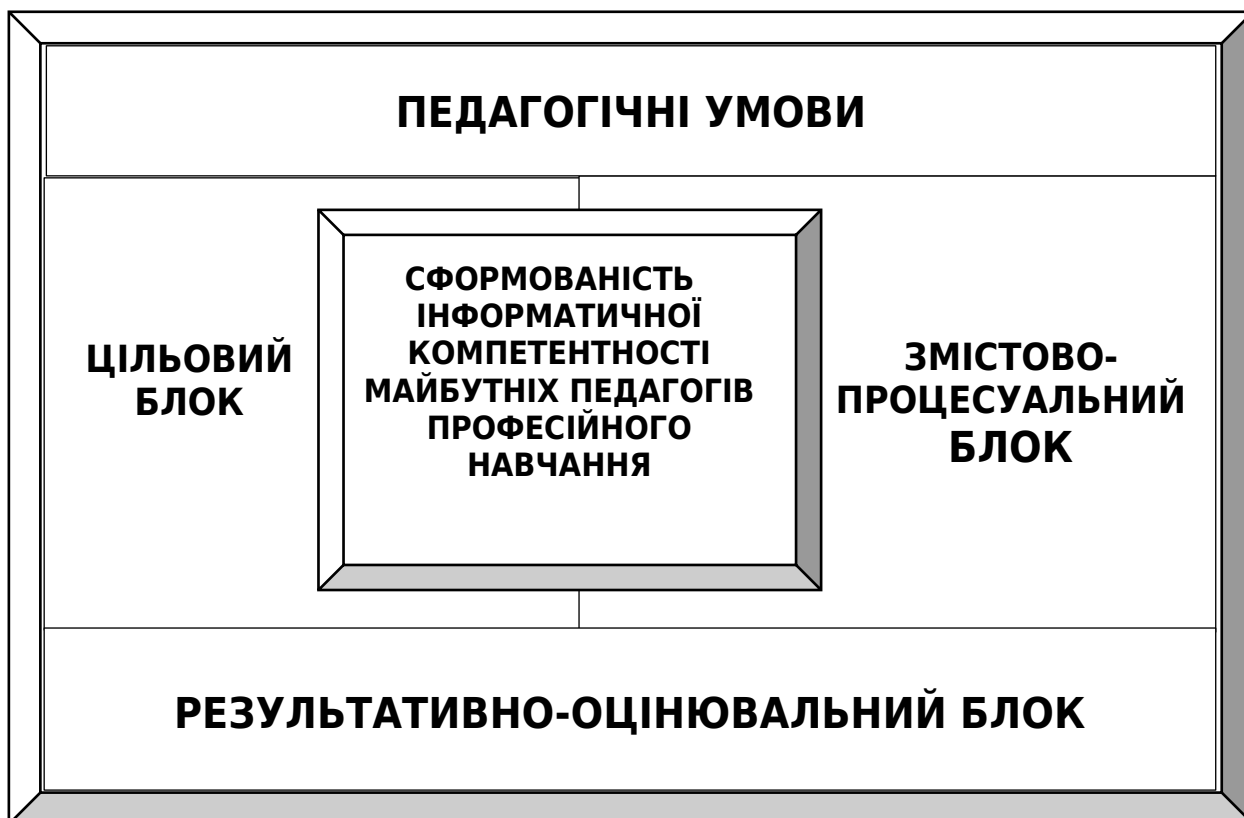 ПЕДАГОГІЧНІ УМОВИ
ЦІЛЬОВИЙ
БЛОК
СФОРМОВАНІСТЬ
ІНФОРМАТИЧНОЇ
КОМПЕТЕНТНОСТІ
МАЙБУТНІХ ПЕДАГОГІВ
ПРОФЕСІЙНОГО
НАВЧАННЯ
ЗМІСТОВО-
ПРОЦЕСУАЛЬНИЙ
БЛОК
РЕЗУЛЬТАТИВНО-ОЦІНЮВАЛЬНИЙ БЛОК